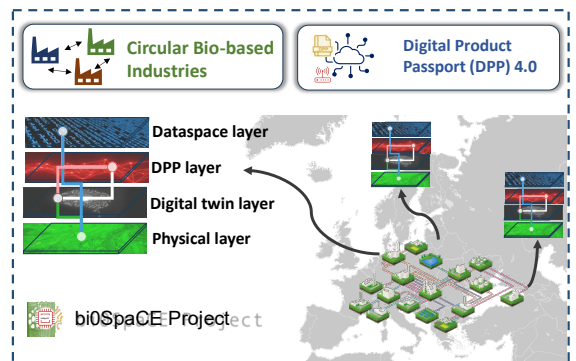 Circular Bio-based
Industries
Digital Product
Passport (DPP) 4.0
Dataspace layer
DPP layer
Digital twin layer
Physical layer
bi0SpaCE Project